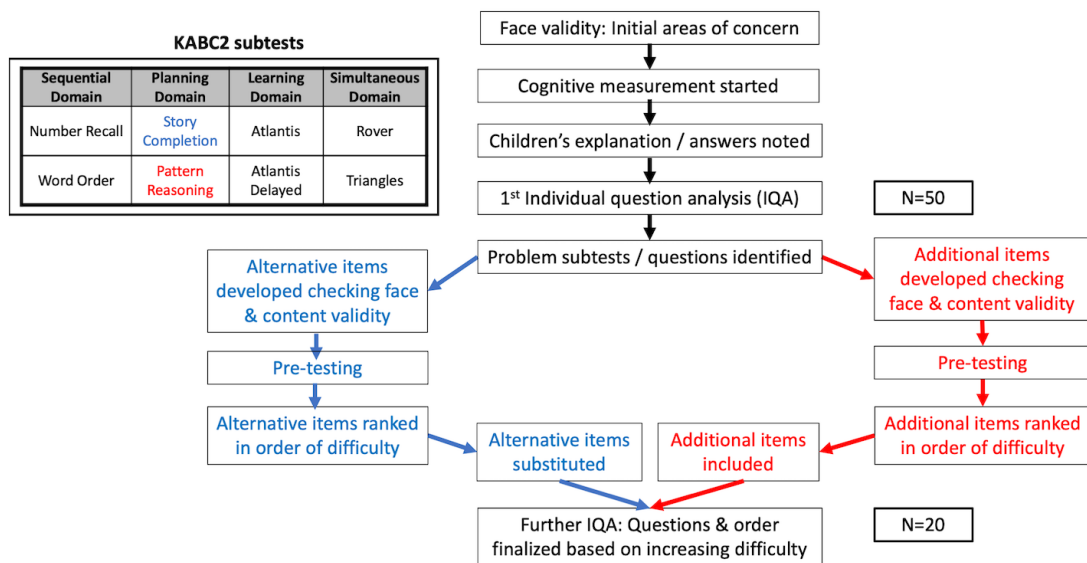 KABC2 subtests
Sequential Domain
Planning Domain
Learning Domain
Simultaneous Domain
Number Recall
Story Completion
Atlantis
Rover
Word Order
Pattern Reasoning
Atlantis Delayed
Triangles
Face validity: Initial areas of concern
Cognitive measurement started
Children’s explanation / answers noted
1st Individual question analysis (IQA)
N=50
Problem subtests / questions identified
Alternative items
developed checking face
& content validity
Pre-testing
Alternative items ranked
in order of difficulty
Alternative items
substituted
Additional items
developed checking
face & content validity
Pre-testing
Additional items ranked
in order of difficulty
Additional items
included
Further IQA: Questions & order
finalized based on increasing difficulty
N=20